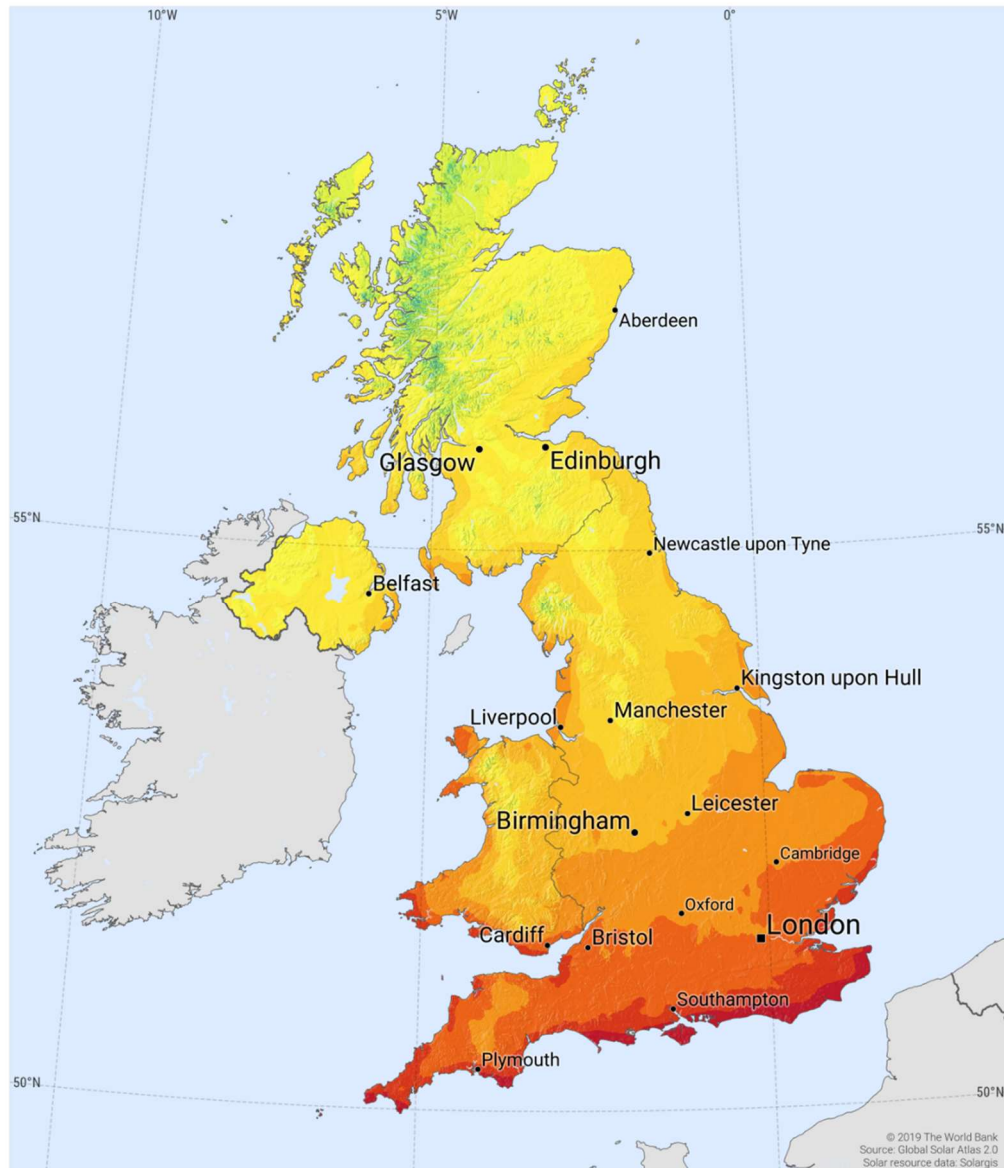 10°W
5°W
0°
Aberdeen
Glasgow
Edinburgh
55°N
55°N
Newcastle upon Tyne
Belfast
Kingston upon Hull
Liverpool
Manchester
Leicester
Birmingham
Cambridge
Oxford
London
Cardiff
Bristol
Southampton
Plymouth
50°N
50°N
© 2019 The World Bank
Source: Global Solar Atlas 2.0
Solar resource data: Solargis